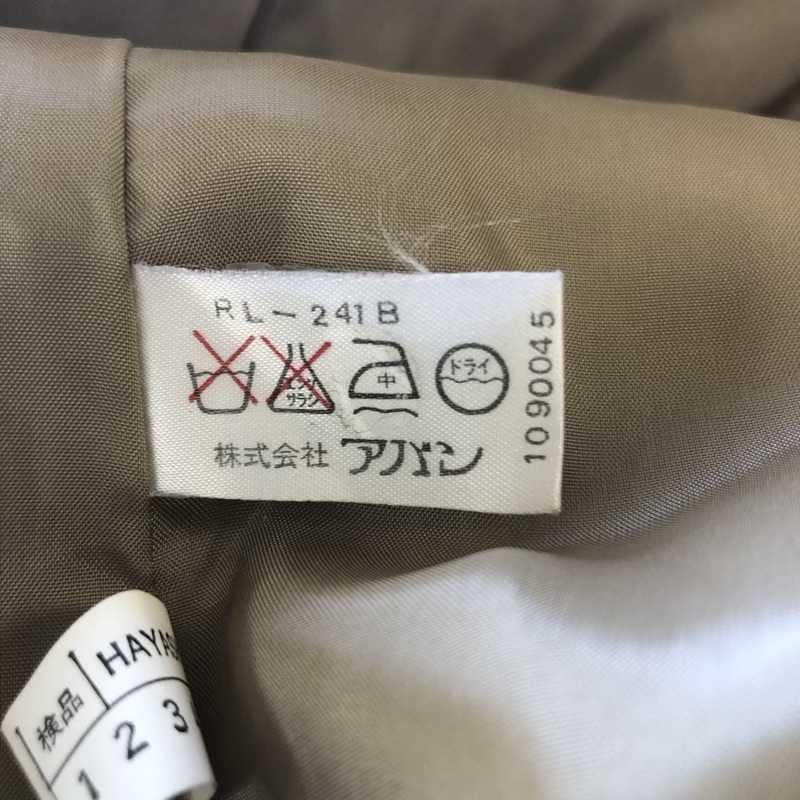 RL-241B
エンソ
サラシ
中
ドライ
株式会社 アバン
1090045
検品
1 2 3